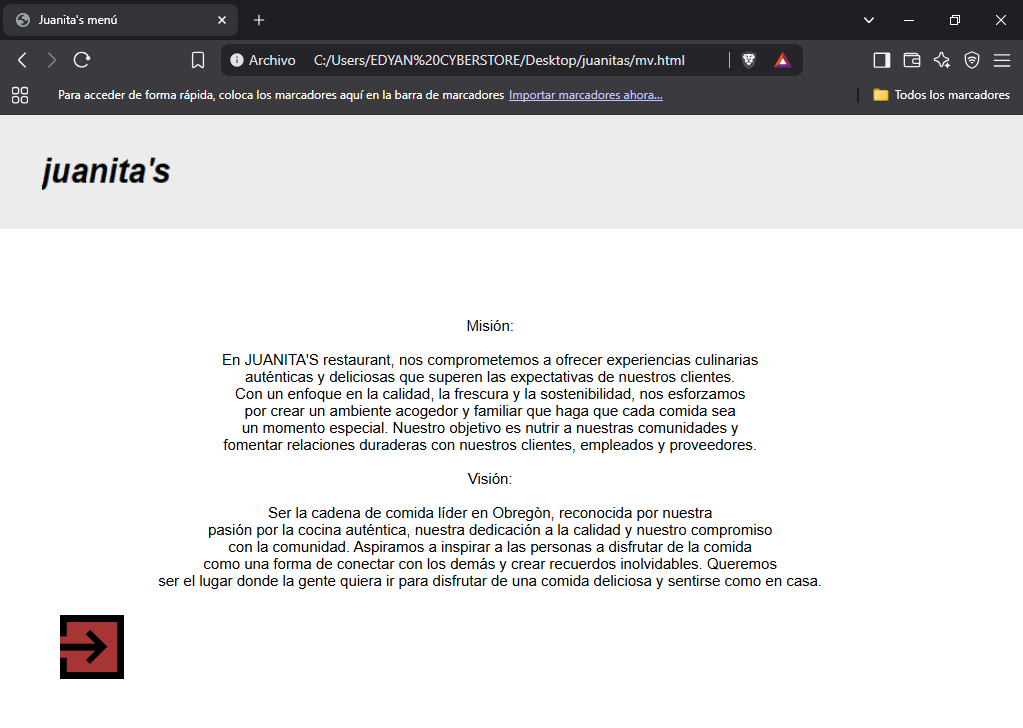 Juanita's menú
Archivo C:/Users/EDYAN%20CYBERSTORE/Desktop/juanitas/mv.html
Para acceder de forma rápida, coloca los marcadores aquí en la barra de marcadores Importar marcadores ahora... Todos los marcadores
juanita's
Misión:
En JUANITA'S restaurant, nos comprometemos a ofrecer experiencias culinarias
auténticas y deliciosas que superen las expectativas de nuestros clientes.
Con un enfoque en la calidad, la frescura y la sostenibilidad, nos esforzamos
por crear un ambiente acogedor y familiar que haga que cada comida sea
un momento especial. Nuestro objetivo es nutrir a nuestras comunidades y
fomentar relaciones duraderas con nuestros clientes, empleados y proveedores.
Visión:
Ser la cadena de comida líder en Obregòn, reconocida por nuestra
pasión por la cocina auténtica, nuestra dedicación a la calidad y nuestro compromiso
con la comunidad. Aspiramos a inspirar a las personas a disfrutar de la comida
como una forma de conectar con los demás y crear recuerdos inolvidables. Queremos
ser el lugar donde la gente quiera ir para disfrutar de una comida deliciosa y sentirse como en casa.